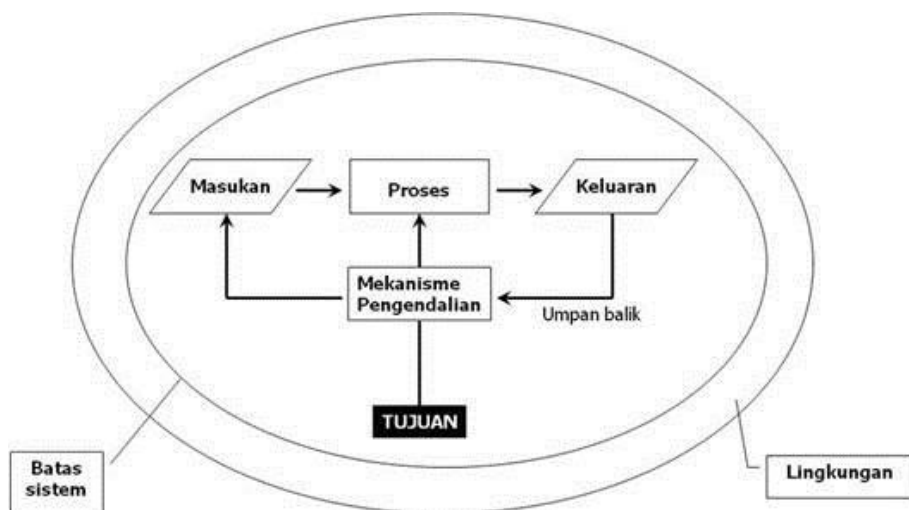 Masukan
Proses
Keluaran
Mekanisme
Pengendalian
Umpan balik
TUJUAN
Batas
sistem
Lingkungan